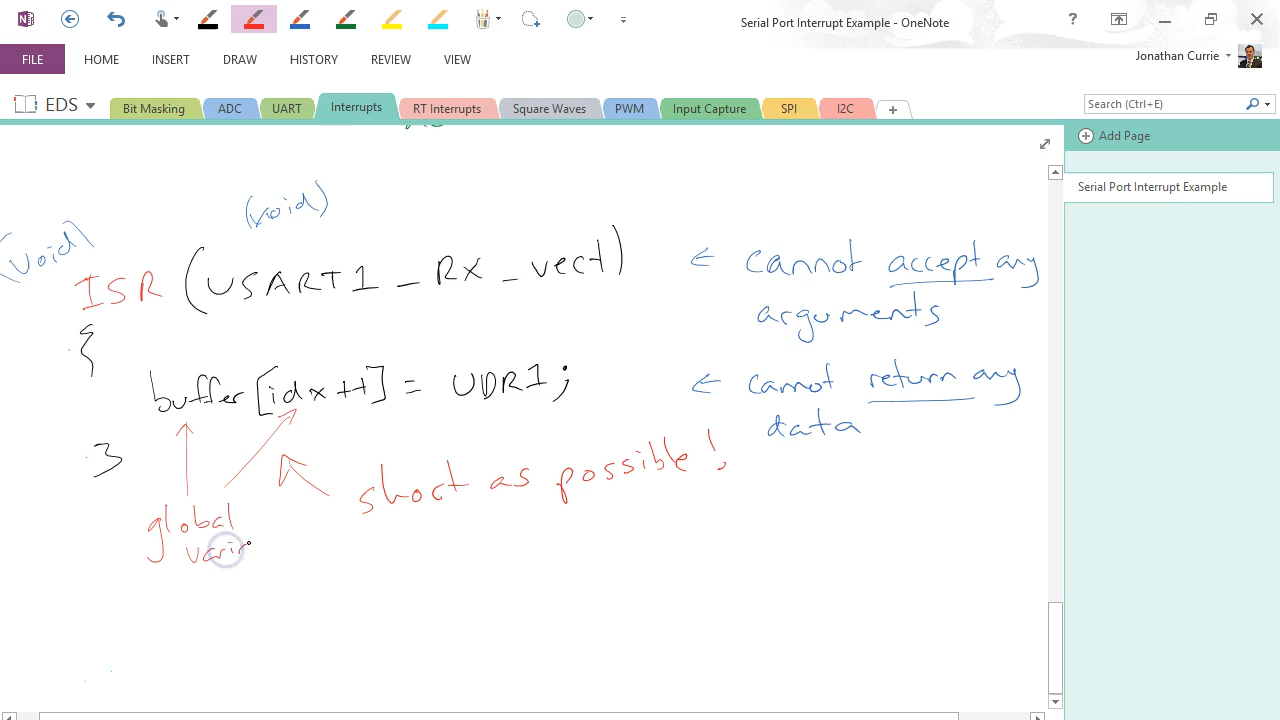 Serial Port Interrupt Example - OneNote
?
FILE HOME INSERT DRAW HISTORY REVIEW VIEW
Jonathan Currie
EDS
Bit Masking ADC UART Interrupts RT Interrupts Square Waves PWM Input Capture SPI I2C
Search (Ctrl+E)
Add Page
Serial Port Interrupt Example
(void)
(void)
ISR (USART1_RX_vect)
← cannot accept any
arguments
{
buffer[idx++] = UDR1;
← cannot return any
data
}
short as possible!
global